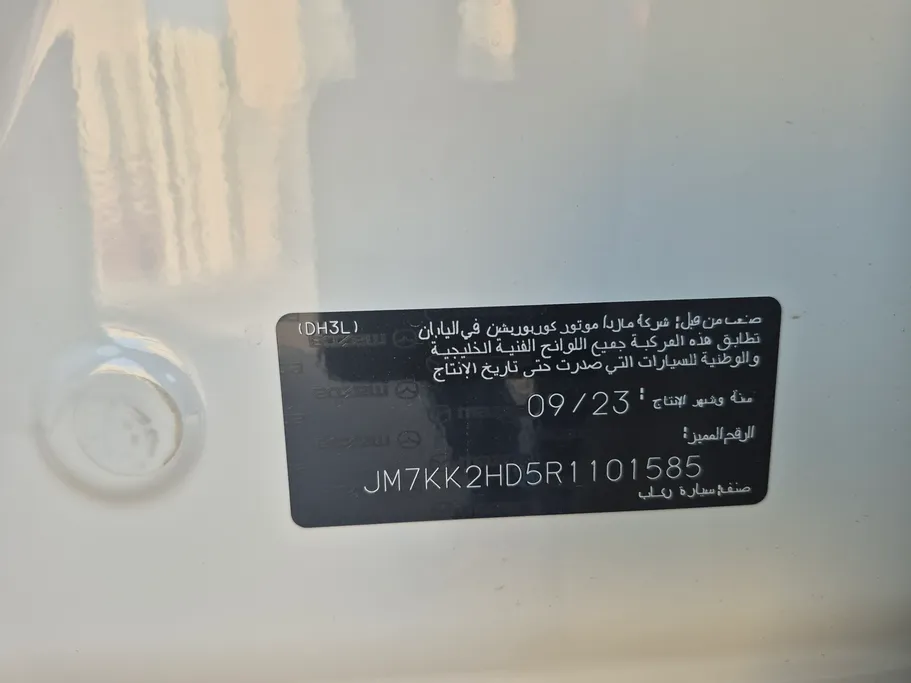 (DH3L)
صنعت من قبل: شركة مازدا موتور كوربوريشن في اليابان
تطابق هذه المركبة جميع اللوائح الفنية الخليجية
والوطنية للسيارات التي صدرت حتى تاريخ الإنتاج
سنة وشهر الإنتاج : 09/23
الرقم المميز:
JM7KK2HD5R1101585
صنف: سيارة ركاب